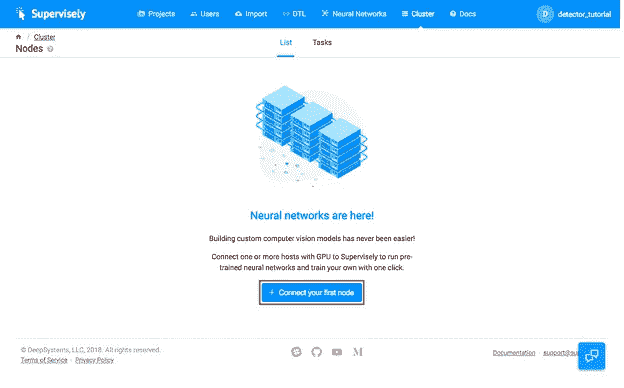 Supervisely
Projects Users Import DTL Neural Networks Cluster Docs
detector_tutorial
/ Cluster
Nodes
List Tasks
Neural networks are here!
Building custom computer vision models has never been easier!
Connect one or more hosts with GPU to Supervisely to run pre-
trained neural networks and train your own with one click.
+ Connect your first node
© DeepSystems, LLC, 2018. All rights reserved.
Terms of Service · Privacy Policy
Documentation